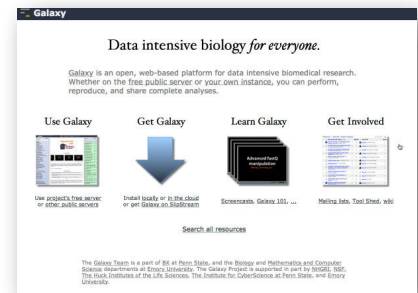 Galaxy
Data intensive biology for everyone.
Galaxy is an open, web-based platform for data intensive biomedical research.
Whether on the free public server or your own instance, you can perform,
reproduce, and share complete analyses.
Use Galaxy
Get Galaxy
Learn Galaxy
Get Involved
Advanced fastQ
manipulation
Use project's free server
or other public servers
Install locally or in the cloud
or get Galaxy on SlipStream
Screencasts, Galaxy 101, ...
Mailing lists, Tool Shed, wiki
Search all resources
The Galaxy Team is a part of BX at Penn State, and the Biology and Mathematics and Computer
Science departments at Emory University. The Galaxy Project is supported in part by NHGRI, NSF,
The Huck Institutes of the Life Sciences, The Institute for CyberScience at Penn State, and Emory
University.